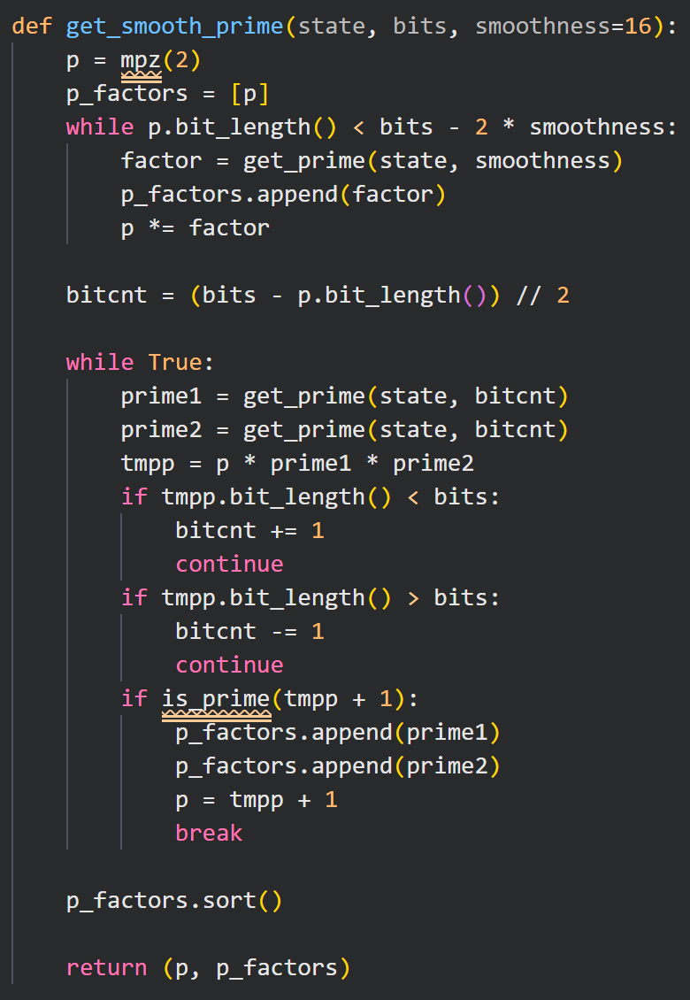 def get_smooth_prime(state, bits, smoothness=16):
    p = mpz(2)
    p_factors = [p]
    while p.bit_length() < bits - 2 * smoothness:
        factor = get_prime(state, smoothness)
        p_factors.append(factor)
        p *= factor

    bitcnt = (bits - p.bit_length()) // 2

    while True:
        prime1 = get_prime(state, bitcnt)
        prime2 = get_prime(state, bitcnt)
        tmpp = p * prime1 * prime2
        if tmpp.bit_length() < bits:
            bitcnt += 1
            continue
        if tmpp.bit_length() > bits:
            bitcnt -= 1
            continue
        if is_prime(tmpp + 1):
            p_factors.append(prime1)
            p_factors.append(prime2)
            p = tmpp + 1
            break

    p_factors.sort()

    return (p, p_factors)